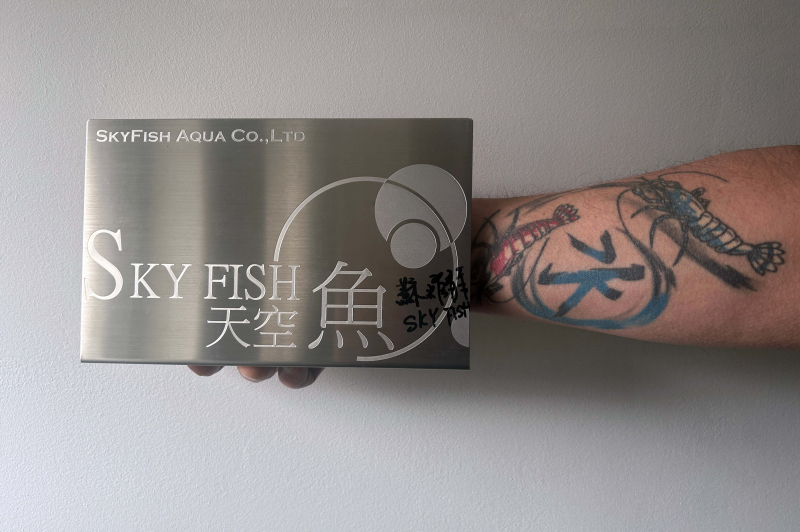 SKYFISH AQUA CO.,LTD
SKY FISH
天空魚
SKY FISH
水